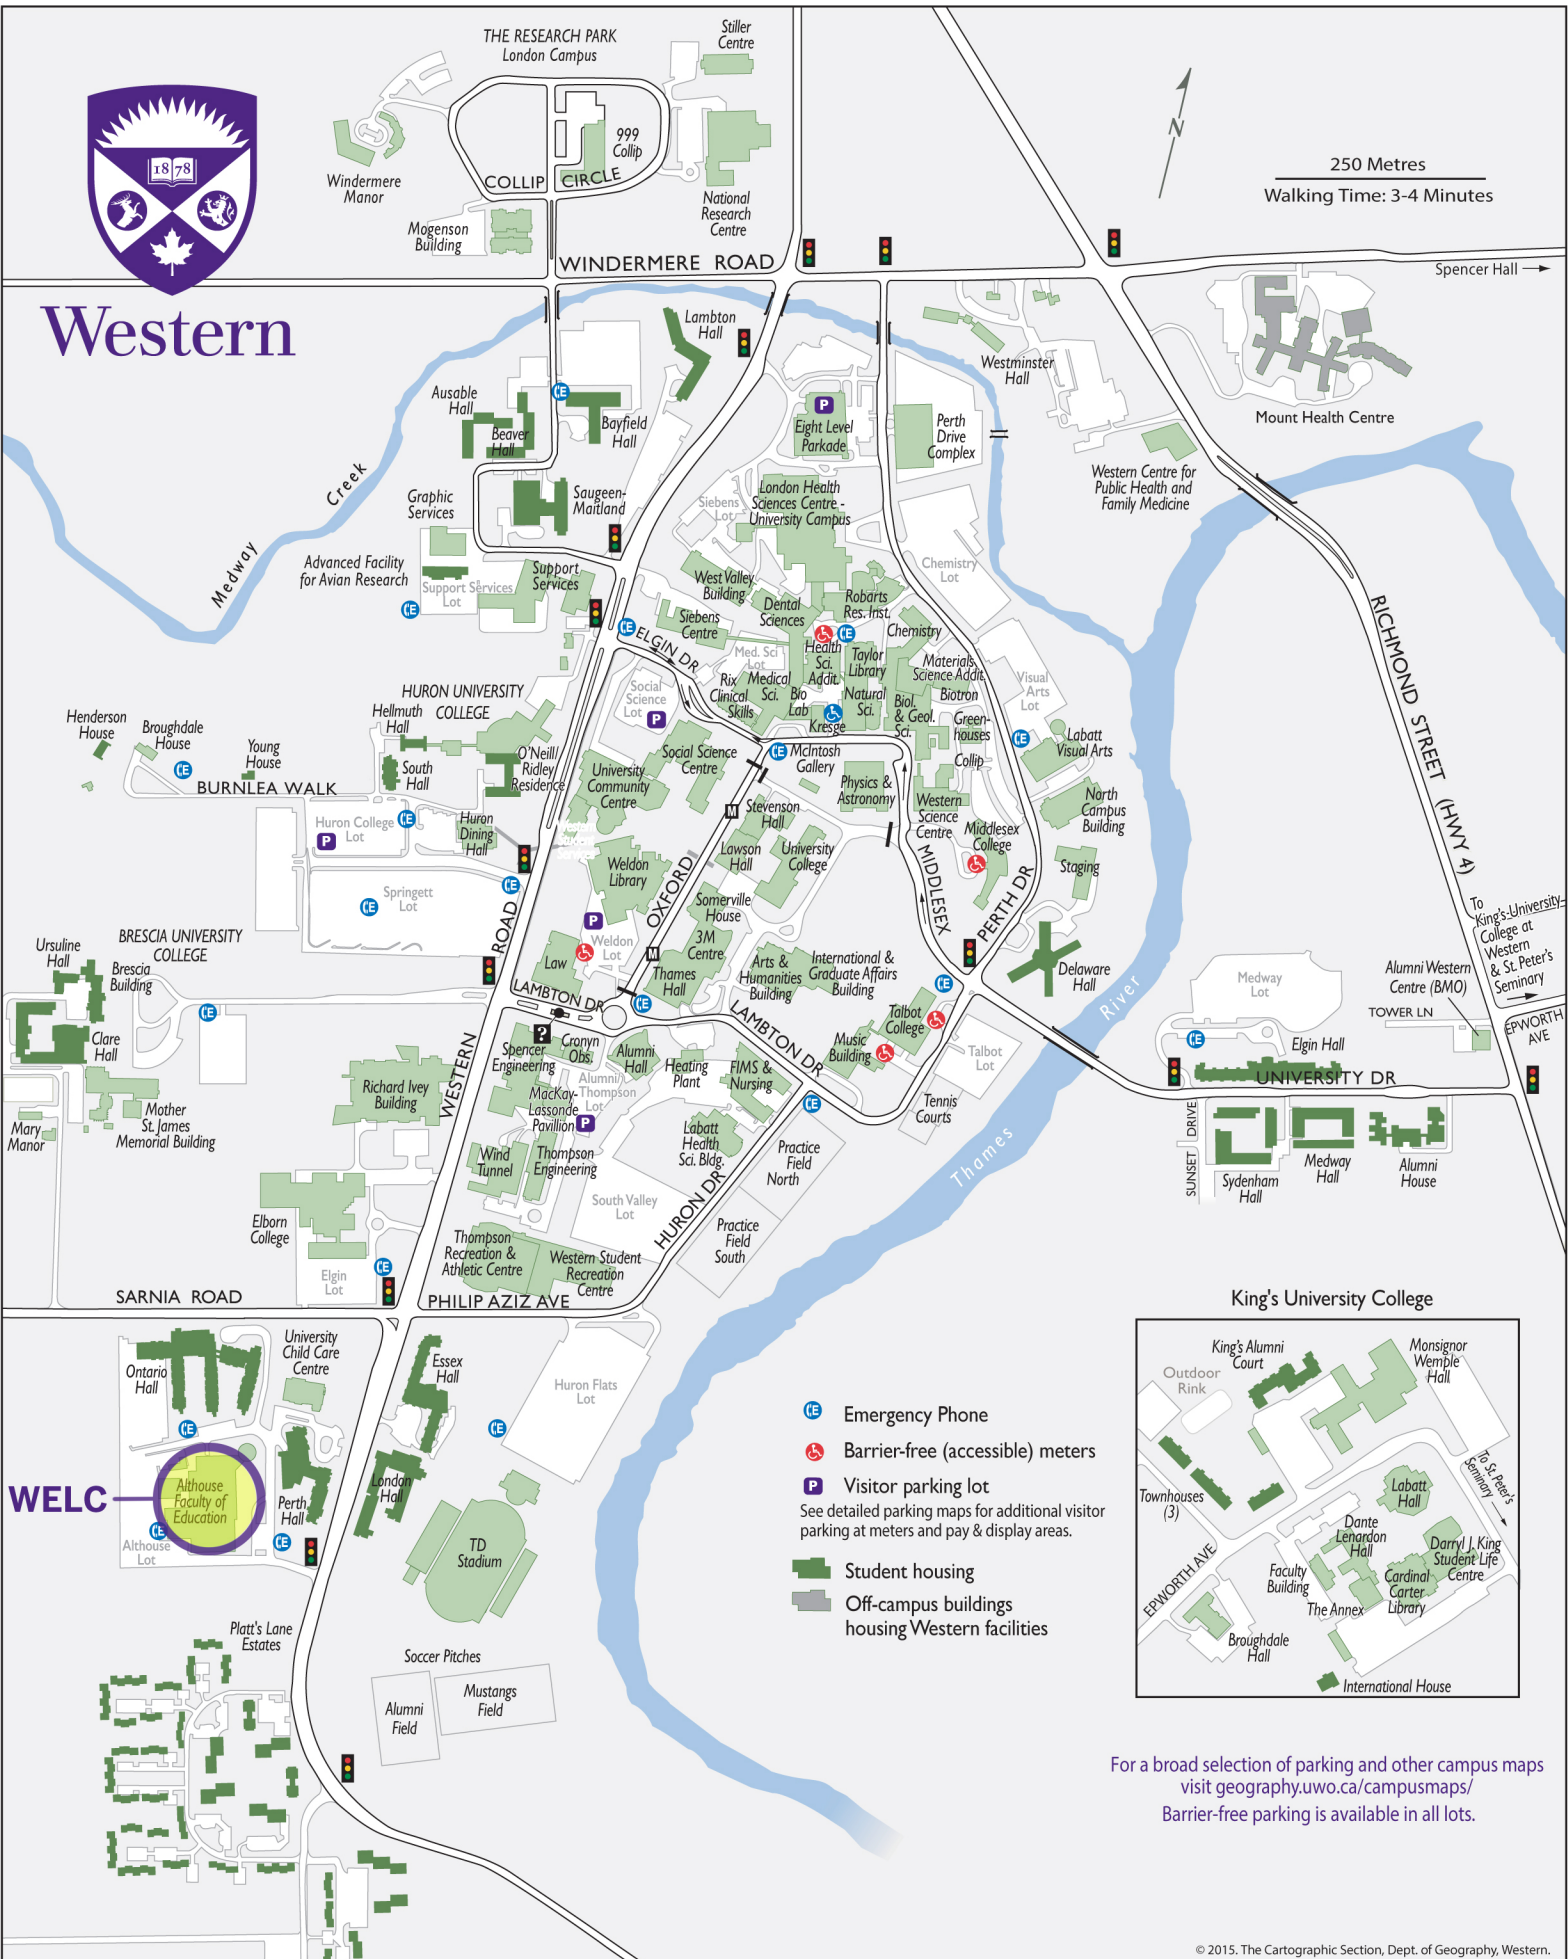 THE RESEARCH PARK
London Campus
Stiller
Centre
999
Collip
COLLIP CIRCLE
Windermere
Manor
Mogenson
Building
National
Research
Centre
1878
Western
N
250 Metres
Walking Time: 3-4 Minutes
WINDERMERE ROAD
Spencer Hall
Lambton
Hall
Westminster
Hall
Mount Health Centre
Ausable
Hall
Beaver
Hall
Bayfield
Hall
P
Eight Level
Parkade
Perth
Drive
Complex
Western Centre for
Public Health and
Family Medicine
Medway Creek
Graphic
Services
Saugeen-
Maitland
Siebens
Lot
London Health
Sciences Centre -
University Campus
Advanced Facility
for Avian Research
Support Services
Lot
Support
Services
Chemistry
Lot
West Valley
Building
Dental
Sciences
Robarts
Res. Inst.
Siebens
Centre
Chemistry
ELGIN DR
Med. Sci
Lot
Health
Sci.
Addit.
Taylor
Library
Materials
Science Addit.
Biotron
Visual
Arts
Lot
Social
Science
Lot
P
Rix
Clinical
Skills
Medical
Sci.
Bio
Lab
Natural
Sci.
Kresge
Biol.
& Geol.
Sci.
Green-
houses
Collip
Labatt
Visual Arts
RICHMOND STREET (HWY 4)
HURON UNIVERSITY
COLLEGE
Hellmuth
Hall
Henderson
House
Broughdale
House
Young
House
BURNLEA WALK
South
Hall
O'Neill/
Ridley
Residence
University
Community
Centre
Social Science
Centre
McIntosh
Gallery
Physics &
Astronomy
Western
Science
Centre
North
Campus
Building
Huron College
Lot
P
Huron
Dining
Hall
Western
Student
Services
M
Stevenson
Hall
Lawson
Hall
University
College
Middlesex
College
MIDDLESEX
Staging
Weldon
Library
OXFORD
Springett
Lot
Somerville
House
PERTH DR
To
King's University
College at
Western
& St. Peter's
Seminary
BRESCIA UNIVERSITY
COLLEGE
Ursuline
Hall
Brescia
Building
P
Weldon
Lot
Law
M
3M
Centre
Thames
Hall
Arts &
Humanities
Building
International &
Graduate Affairs
Building
Delaware
Hall
Medway
Lot
Alumni Western
Centre (BMO)
TOWER LN
EPWORTH
AVE
Clare
Hall
LAMBTON DR
LAMBTON DR
Talbot
College
Music
Building
Talbot
Lot
Thames River
Elgin Hall
UNIVERSITY DR
?
Spencer
Engineering
Cronyn
Obs.
Alumni
Hall
Heating
Plant
FIMS &
Nursing
WESTERN ROAD
Richard Ivey
Building
Mother
St. James
Memorial Building
Mary
Manor
MacKay-
Lassonde
Pavillion
Alumni/
Thompson
Lot
P
Tennis
Courts
Labatt
Health
Sci. Bldg.
Practice
Field
North
SUNSET DRIVE
Sydenham
Hall
Medway
Hall
Alumni
House
Wind
Tunnel
Thompson
Engineering
South Valley
Lot
HURON DR
Practice
Field
South
Elborn
College
Elgin
Lot
Thompson
Recreation &
Athletic Centre
Western Student
Recreation
Centre
SARNIA ROAD
PHILIP AZIZ AVE
Ontario
Hall
University
Child Care
Centre
Essex
Hall
Huron Flats
Lot
WELC
Althouse
Faculty of
Education
Althouse
Lot
Perth
Hall
London
Hall
TD
Stadium
Platt's Lane
Estates
Soccer Pitches
Alumni
Field
Mustangs
Field
CE Emergency Phone
Barrier-free (accessible) meters
P Visitor parking lot
See detailed parking maps for additional visitor
parking at meters and pay & display areas.
Student housing
Off-campus buildings
housing Western facilities
King's University College
King's Alumni
Court
Monsignor
Wemple
Hall
Outdoor
Rink
To St. Peter's
Seminary
Townhouses
(3)
Labatt
Hall
Dante
Lenardon
Hall
Darryl J. King
Student Life
Centre
Faculty
Building
Cardinal
Carter
Library
The Annex
EPWORTH AVE
Broughdale
Hall
International House
For a broad selection of parking and other campus maps
visit geography.uwo.ca/campusmaps/
Barrier-free parking is available in all lots.
© 2015. The Cartographic Section, Dept. of Geography, Western.